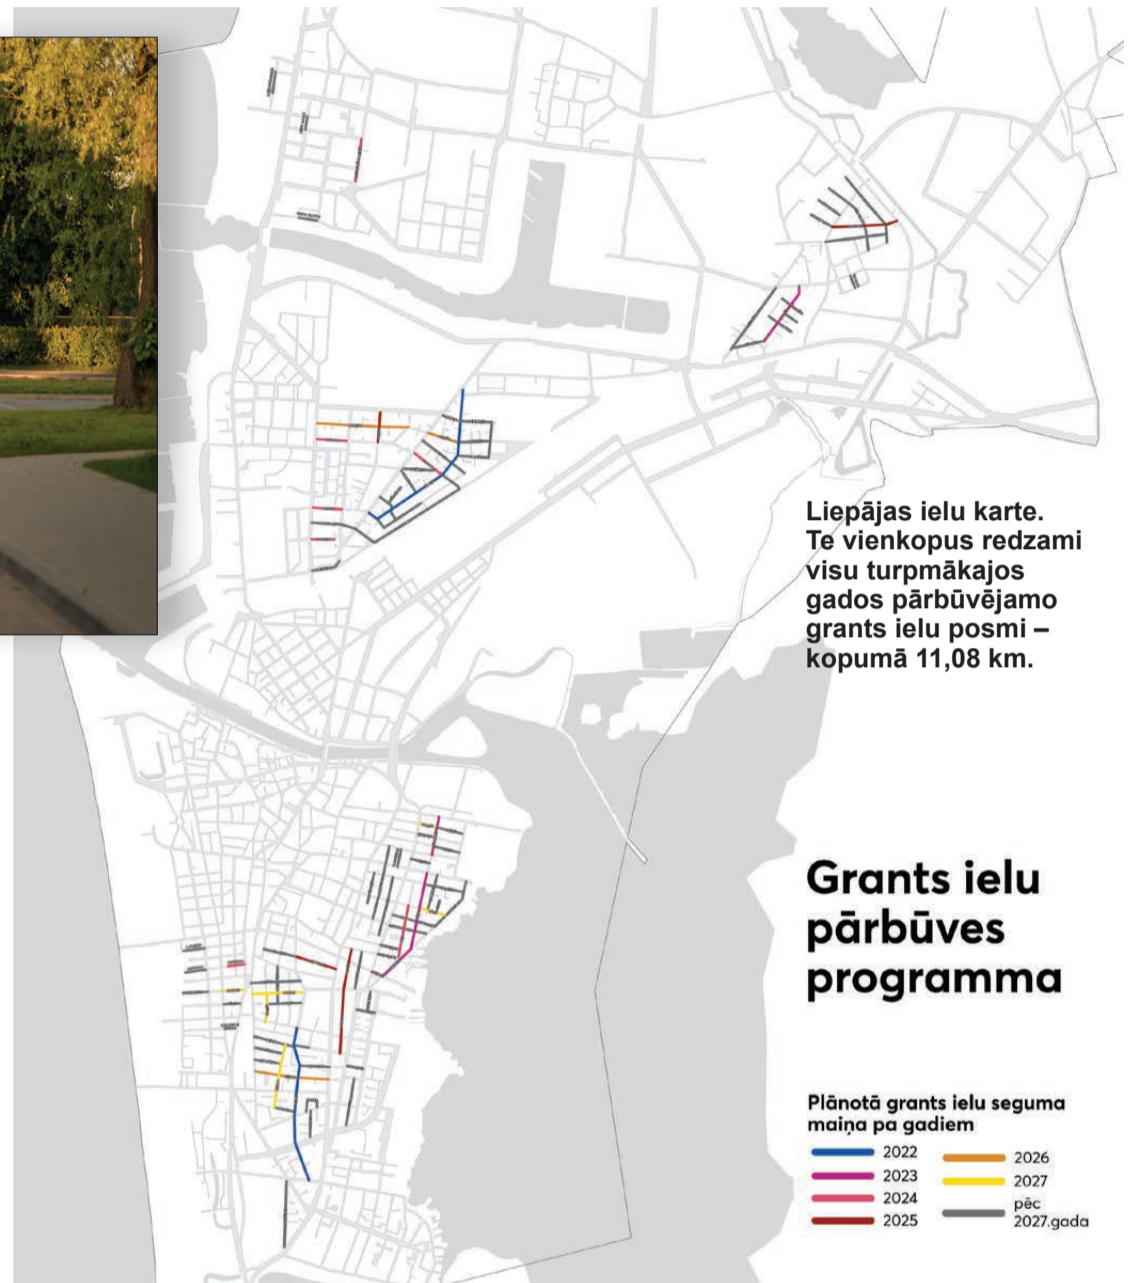 Liepājas ielu karte.
Te vienkopus redzami
visu turpmākajos
gados pārbūvējamo
grants ielu posmi –
kopumā 11,08 km.
Grants ielu
pārbūves
programma
Plānotā grants ielu seguma
maiņa pa gadiem
2022
2023
2024
2025
2026
2027
pēc
2027.gada